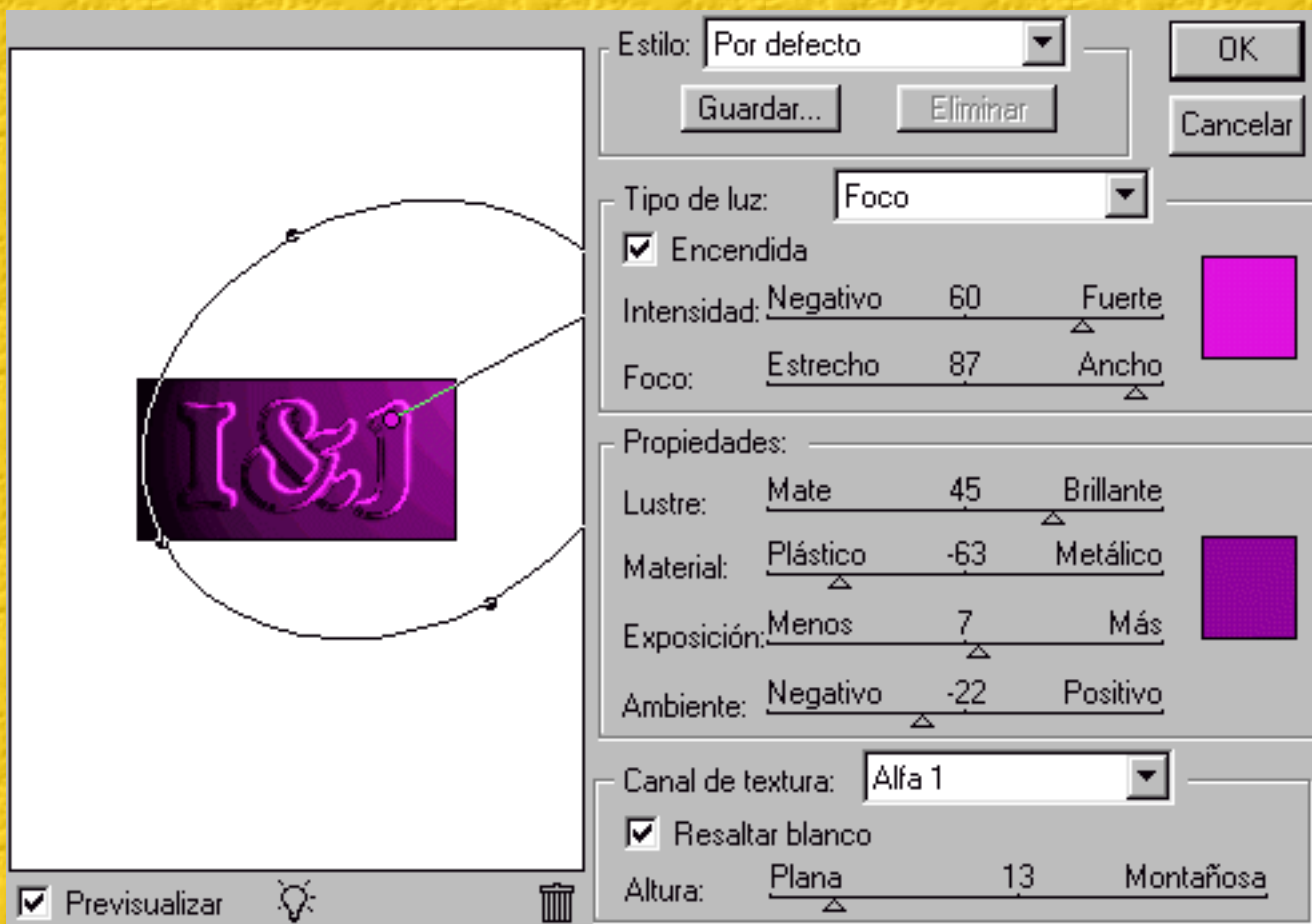 I&J
Previsualizar
Estilo: Por defecto
Guardar... Eliminar
OK
Cancelar
Tipo de luz: Foco
Encendida
Intensidad: Negativo 60 Fuerte
Foco: Estrecho 87 Ancho
Propiedades:
Lustre: Mate 45 Brillante
Material: Plástico -63 Metálico
Exposición: Menos 7 Más
Ambiente: Negativo -22 Positivo
Canal de textura: Alfa 1
Resaltar blanco
Altura: Plana 13 Montañosa